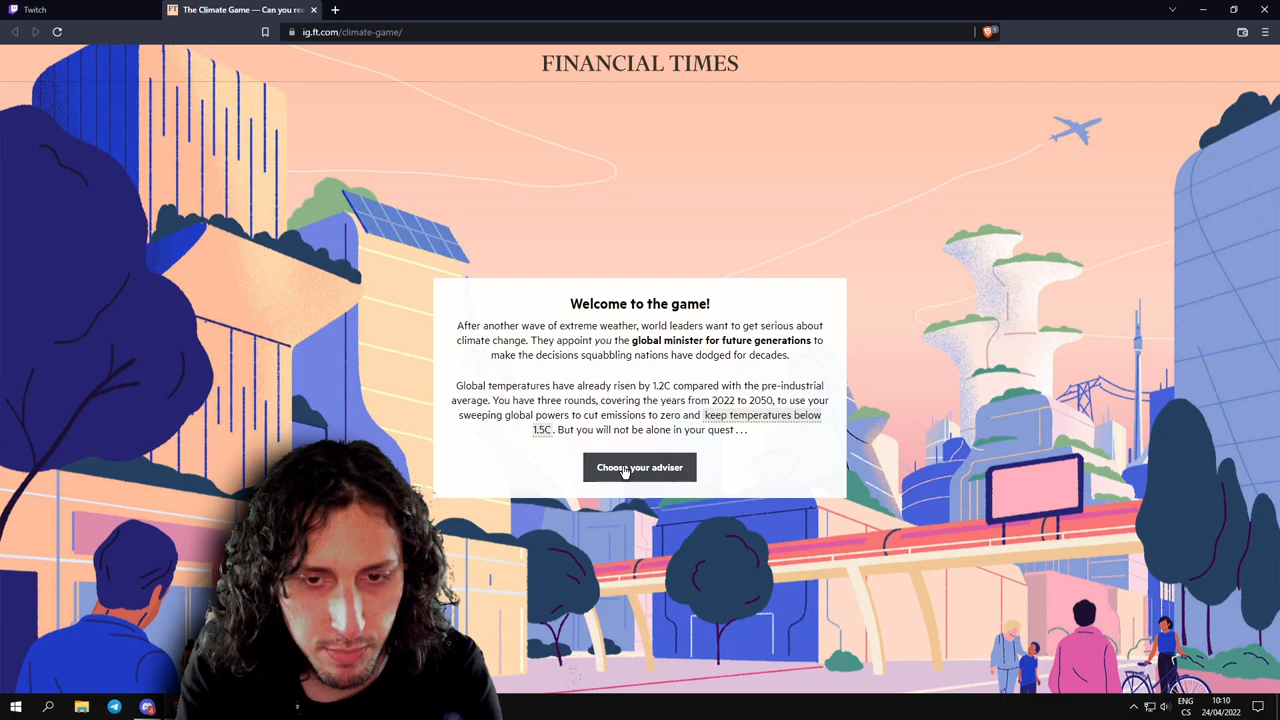 Twitch
The Climate Game — Can you rea
ig.ft.com/climate-game/
FINANCIAL TIMES
Welcome to the game!
After another wave of extreme weather, world leaders want to get serious about
climate change. They appoint you the global minister for future generations to
make the decisions squabbling nations have dodged for decades.
Global temperatures have already risen by 1.2C compared with the pre-industrial
average. You have three rounds, covering the years from 2022 to 2050, to use your
sweeping global powers to cut emissions to zero and keep temperatures below
1.5C. But you will not be alone in your quest . . .
Choose your adviser
ENG
CS
10:10
24/04/2022